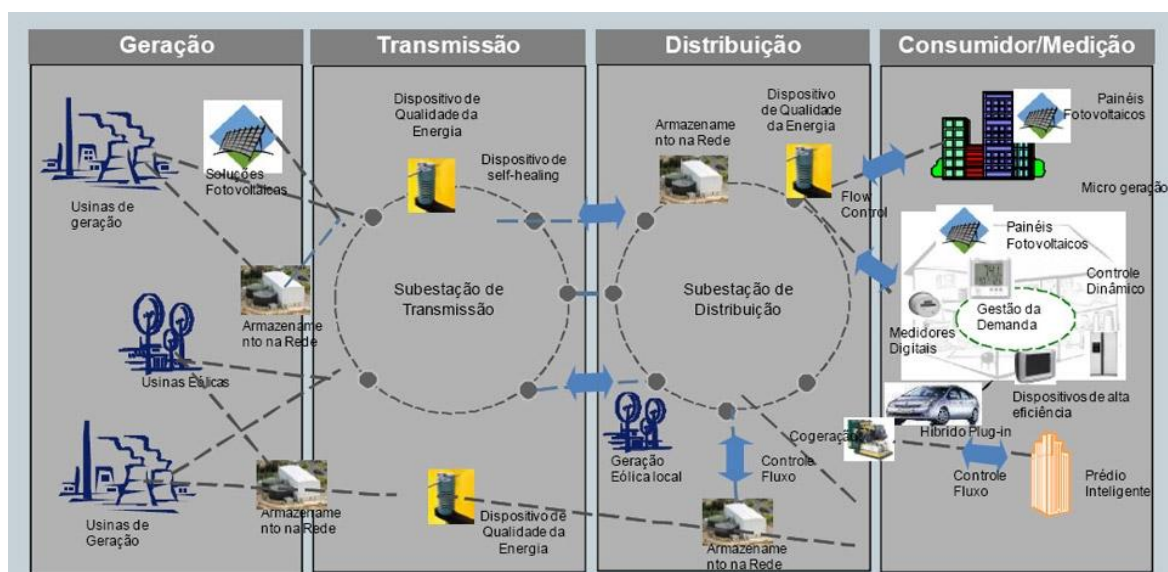 Geração
Transmissão
Distribuição
Consumidor/Medição
Soluções
Fotovoltaicas
Usinas de
geração
Armazename
nto na Rede
Usinas Eólicas
Usinas de
Geração
Armazename
nto na Rede
Dispositivo de
Qualidade da
Energia
Dispositivo de
self-healing
Subestação de
Transmissão
Dispositivo de
Qualidade da
Energia
Armazename
nto na Rede
Dispositivo
de Qualidade
da Energia
Flow
Control
Subestação de
Distribuição
Geração
Eólica local
Controle
Fluxo
Armazename
nto na Rede
Cogeração
Painéis
Fotovoltaicos
Micro geração
Painéis
Fotovoltaicos
Controle
Dinâmico
Gestão da
Demanda
Medidores
Digitais
Dispositivos de alta
eficiência
Híbrido Plug-in
Controle
Fluxo
Prédio
Inteligente